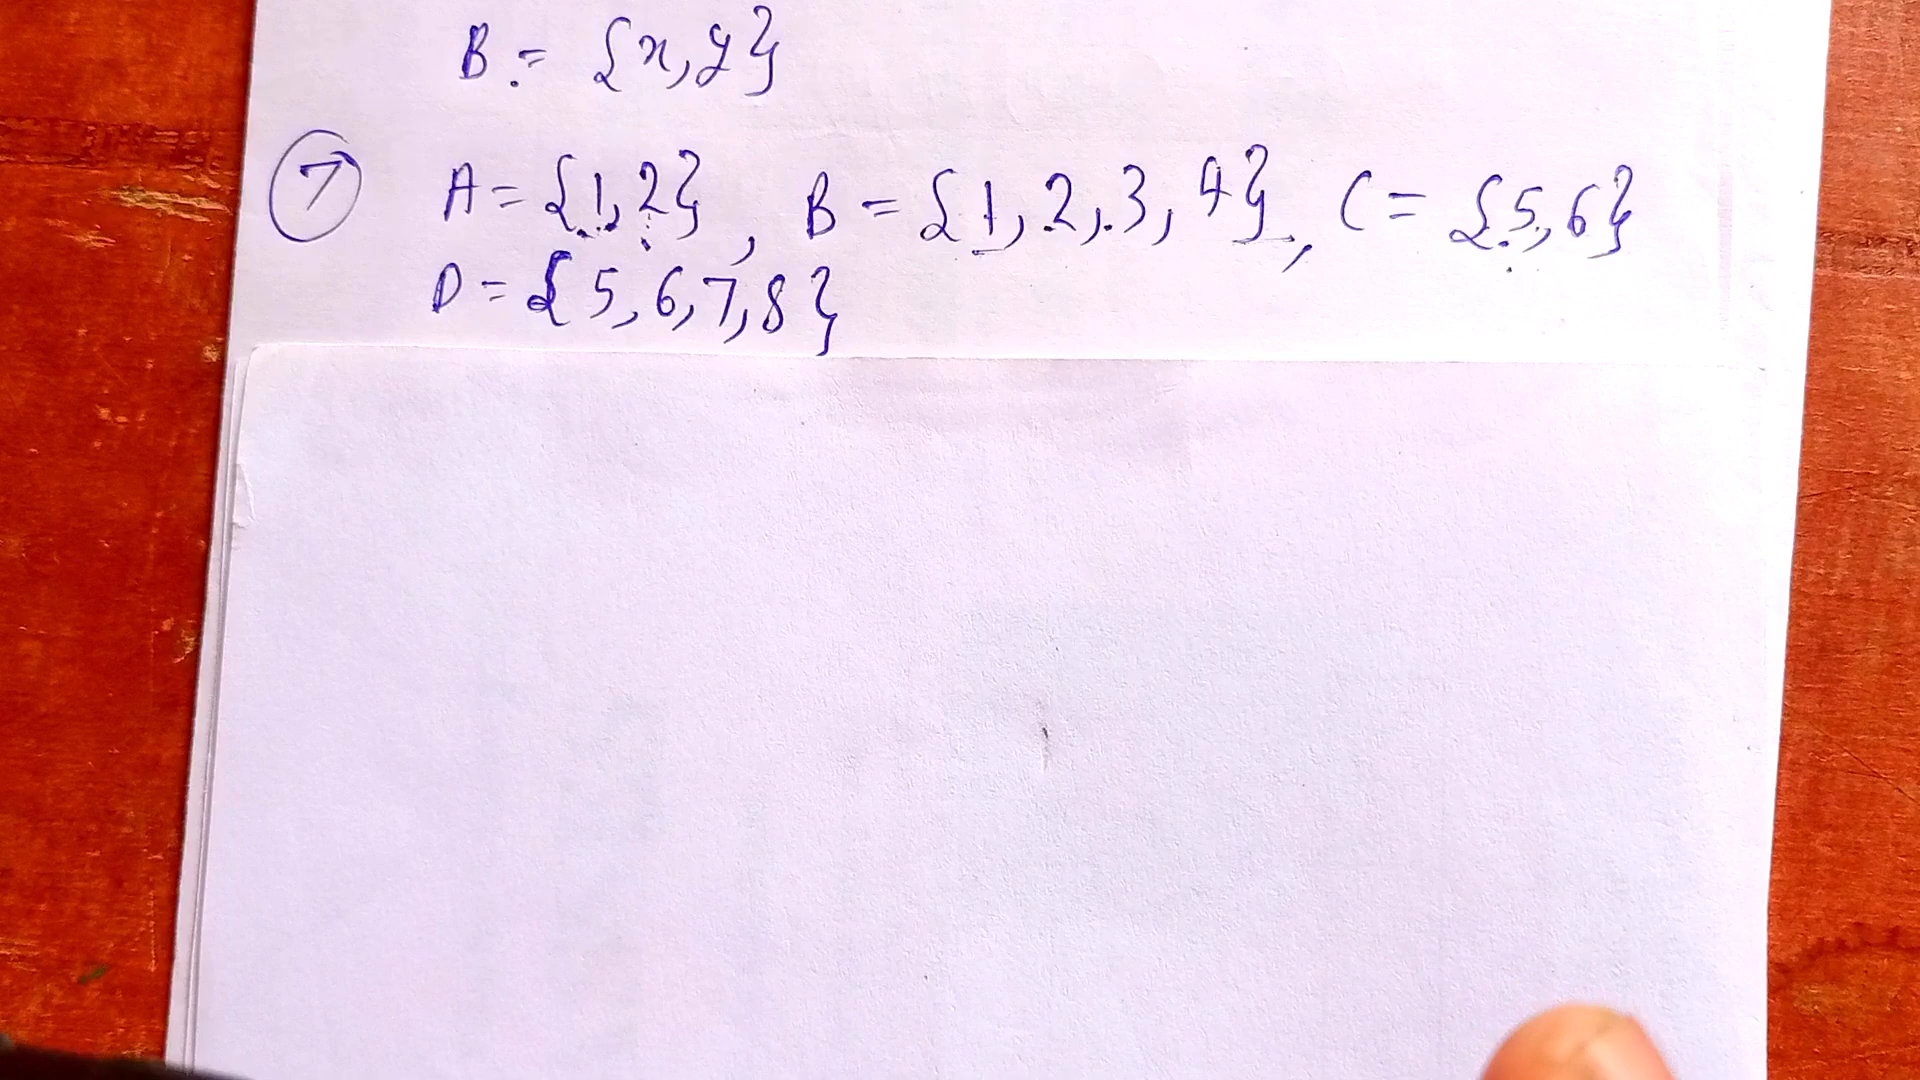 B = {x, y}
⑦ A = {1, 2}, B = {1, 2, 3, 4}, C = {5, 6}
D = {5, 6, 7, 8}